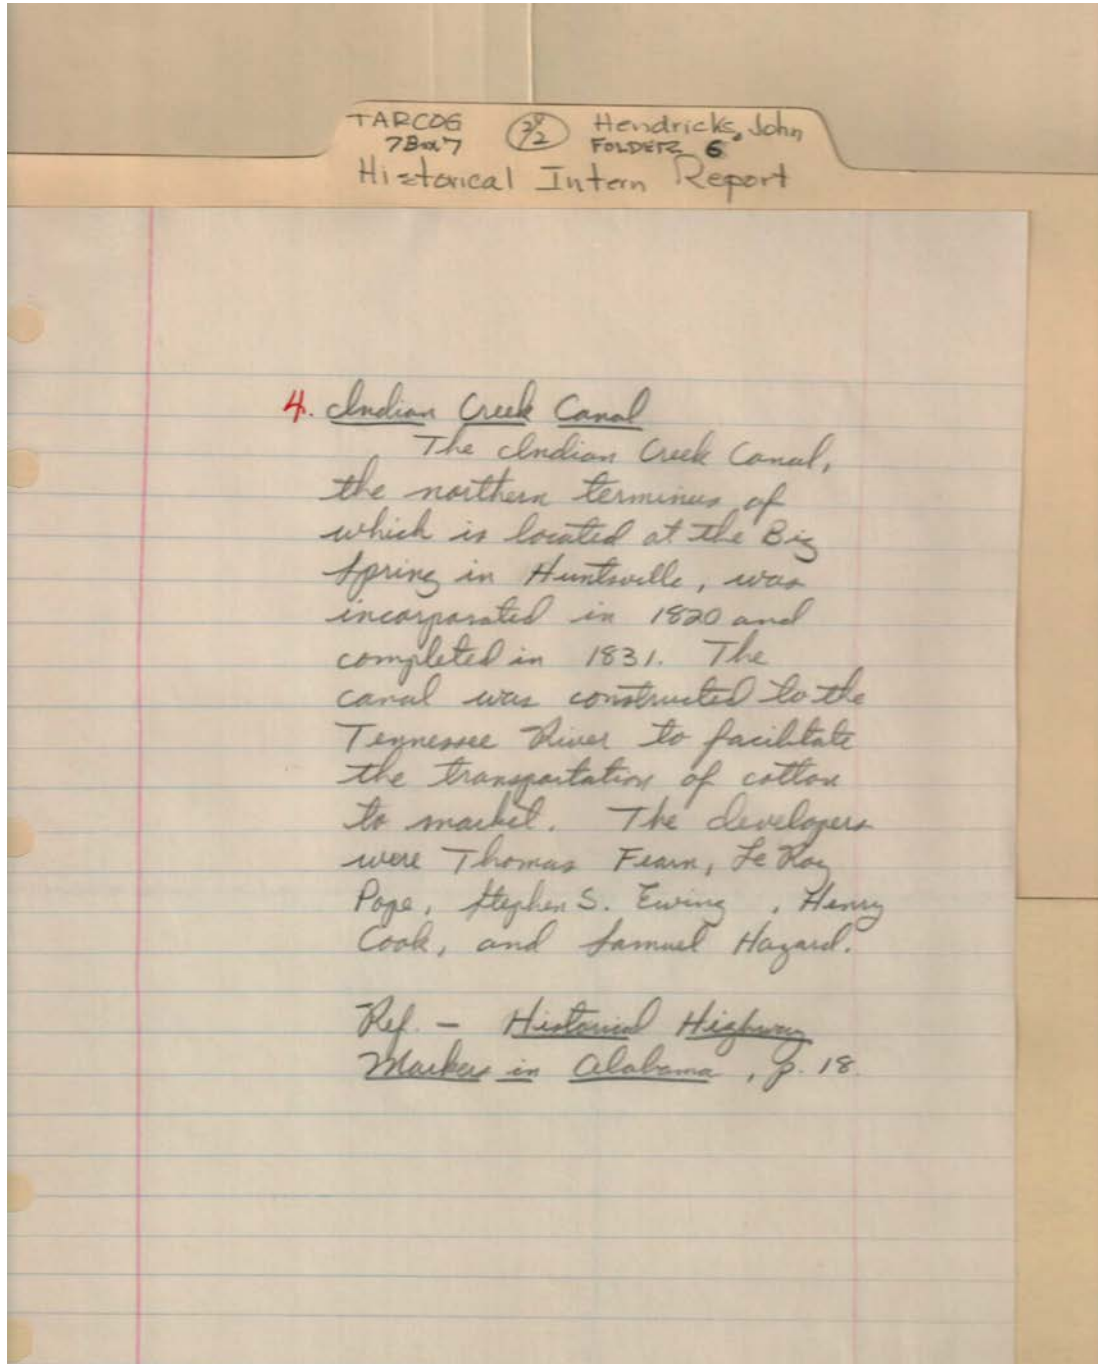 TARCOG Hendricks, John
7Box7 FOLDER 6
Historical Intern Report
4. Indian Creek Canal
The Indian Creek Canal,
the northern terminus of
which is located at the Big
Spring in Huntsville, was
incorporated in 1820 and
completed in 1831. The
canal was constructed to the
Tennessee River to facilitate
the transportation of cotton
to market. The developers
were Thomas Fearn, Le Roy
Pope, Stephen S. Ewing , Henry
Cook, and Samuel Hazard.
Ref. - Historical Highway
Markers in Alabama, p. 18.